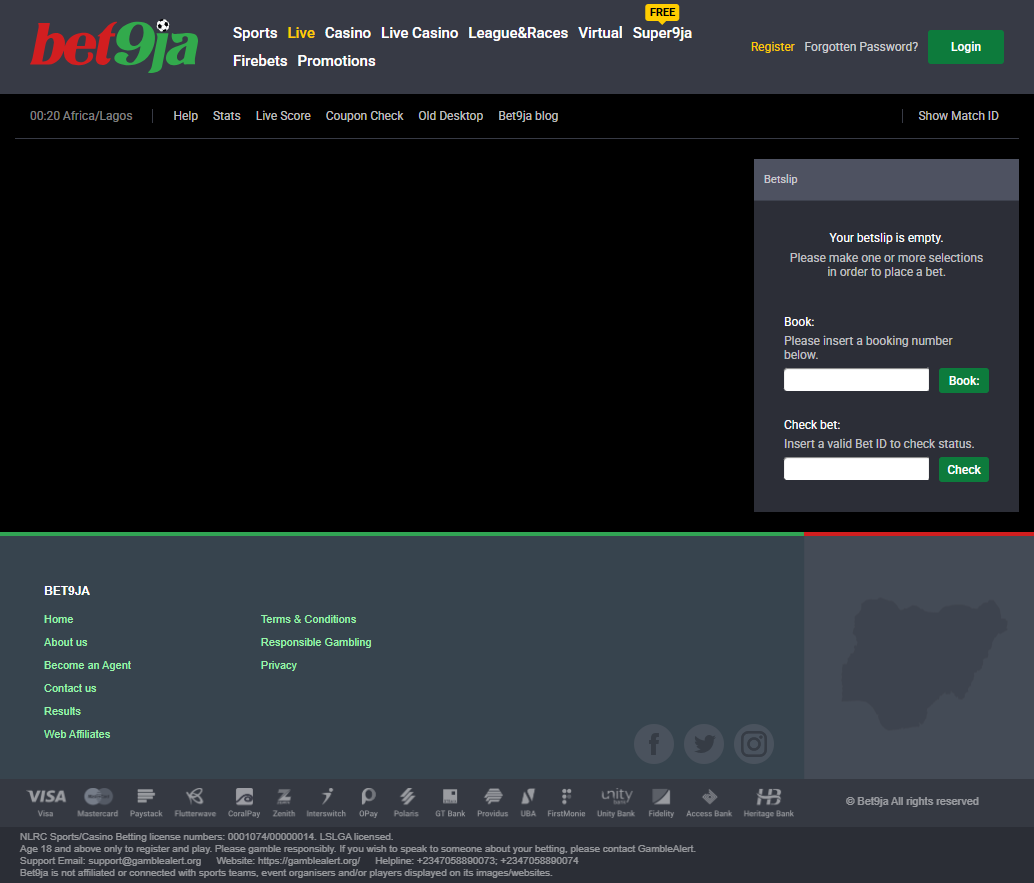 bet9ja
FREE
Sports Live Casino Live Casino League&Races Virtual Super9ja
Firebets Promotions
Register Forgotten Password? Login
00:20 Africa/Lagos Help Stats Live Score Coupon Check Old Desktop Bet9ja blog Show Match ID
Betslip
Your betslip is empty.
Please make one or more selections
in order to place a bet.
Book:
Please insert a booking number
below.
Book:
Check bet:
Insert a valid Bet ID to check status.
Check
BET9JA
Home
About us
Become an Agent
Contact us
Results
Web Affiliates
Terms & Conditions
Responsible Gambling
Privacy
VISA unity HB
Visa Mastercard Paystack Flutterwave CoralPay Zenith Interswitch OPay Polaris GT Bank Providus UBA FirstMonie Unity Bank Fidelity Access Bank Heritage Bank
© Bet9ja All rights reserved
NLRC Sports/Casino Betting license numbers: 0001074/00000014. LSLGA licensed.
Age 18 and above only to register and play. Please gamble responsibly. If you wish to speak to someone about your betting, please contact GambleAlert.
Support Email: support@gamblealert.org Website: https://gamblealert.org/ Helpline: +2347058890073; +2347058890074
Bet9ja is not affiliated or connected with sports teams, event organisers and/or players displayed on its images/websites.